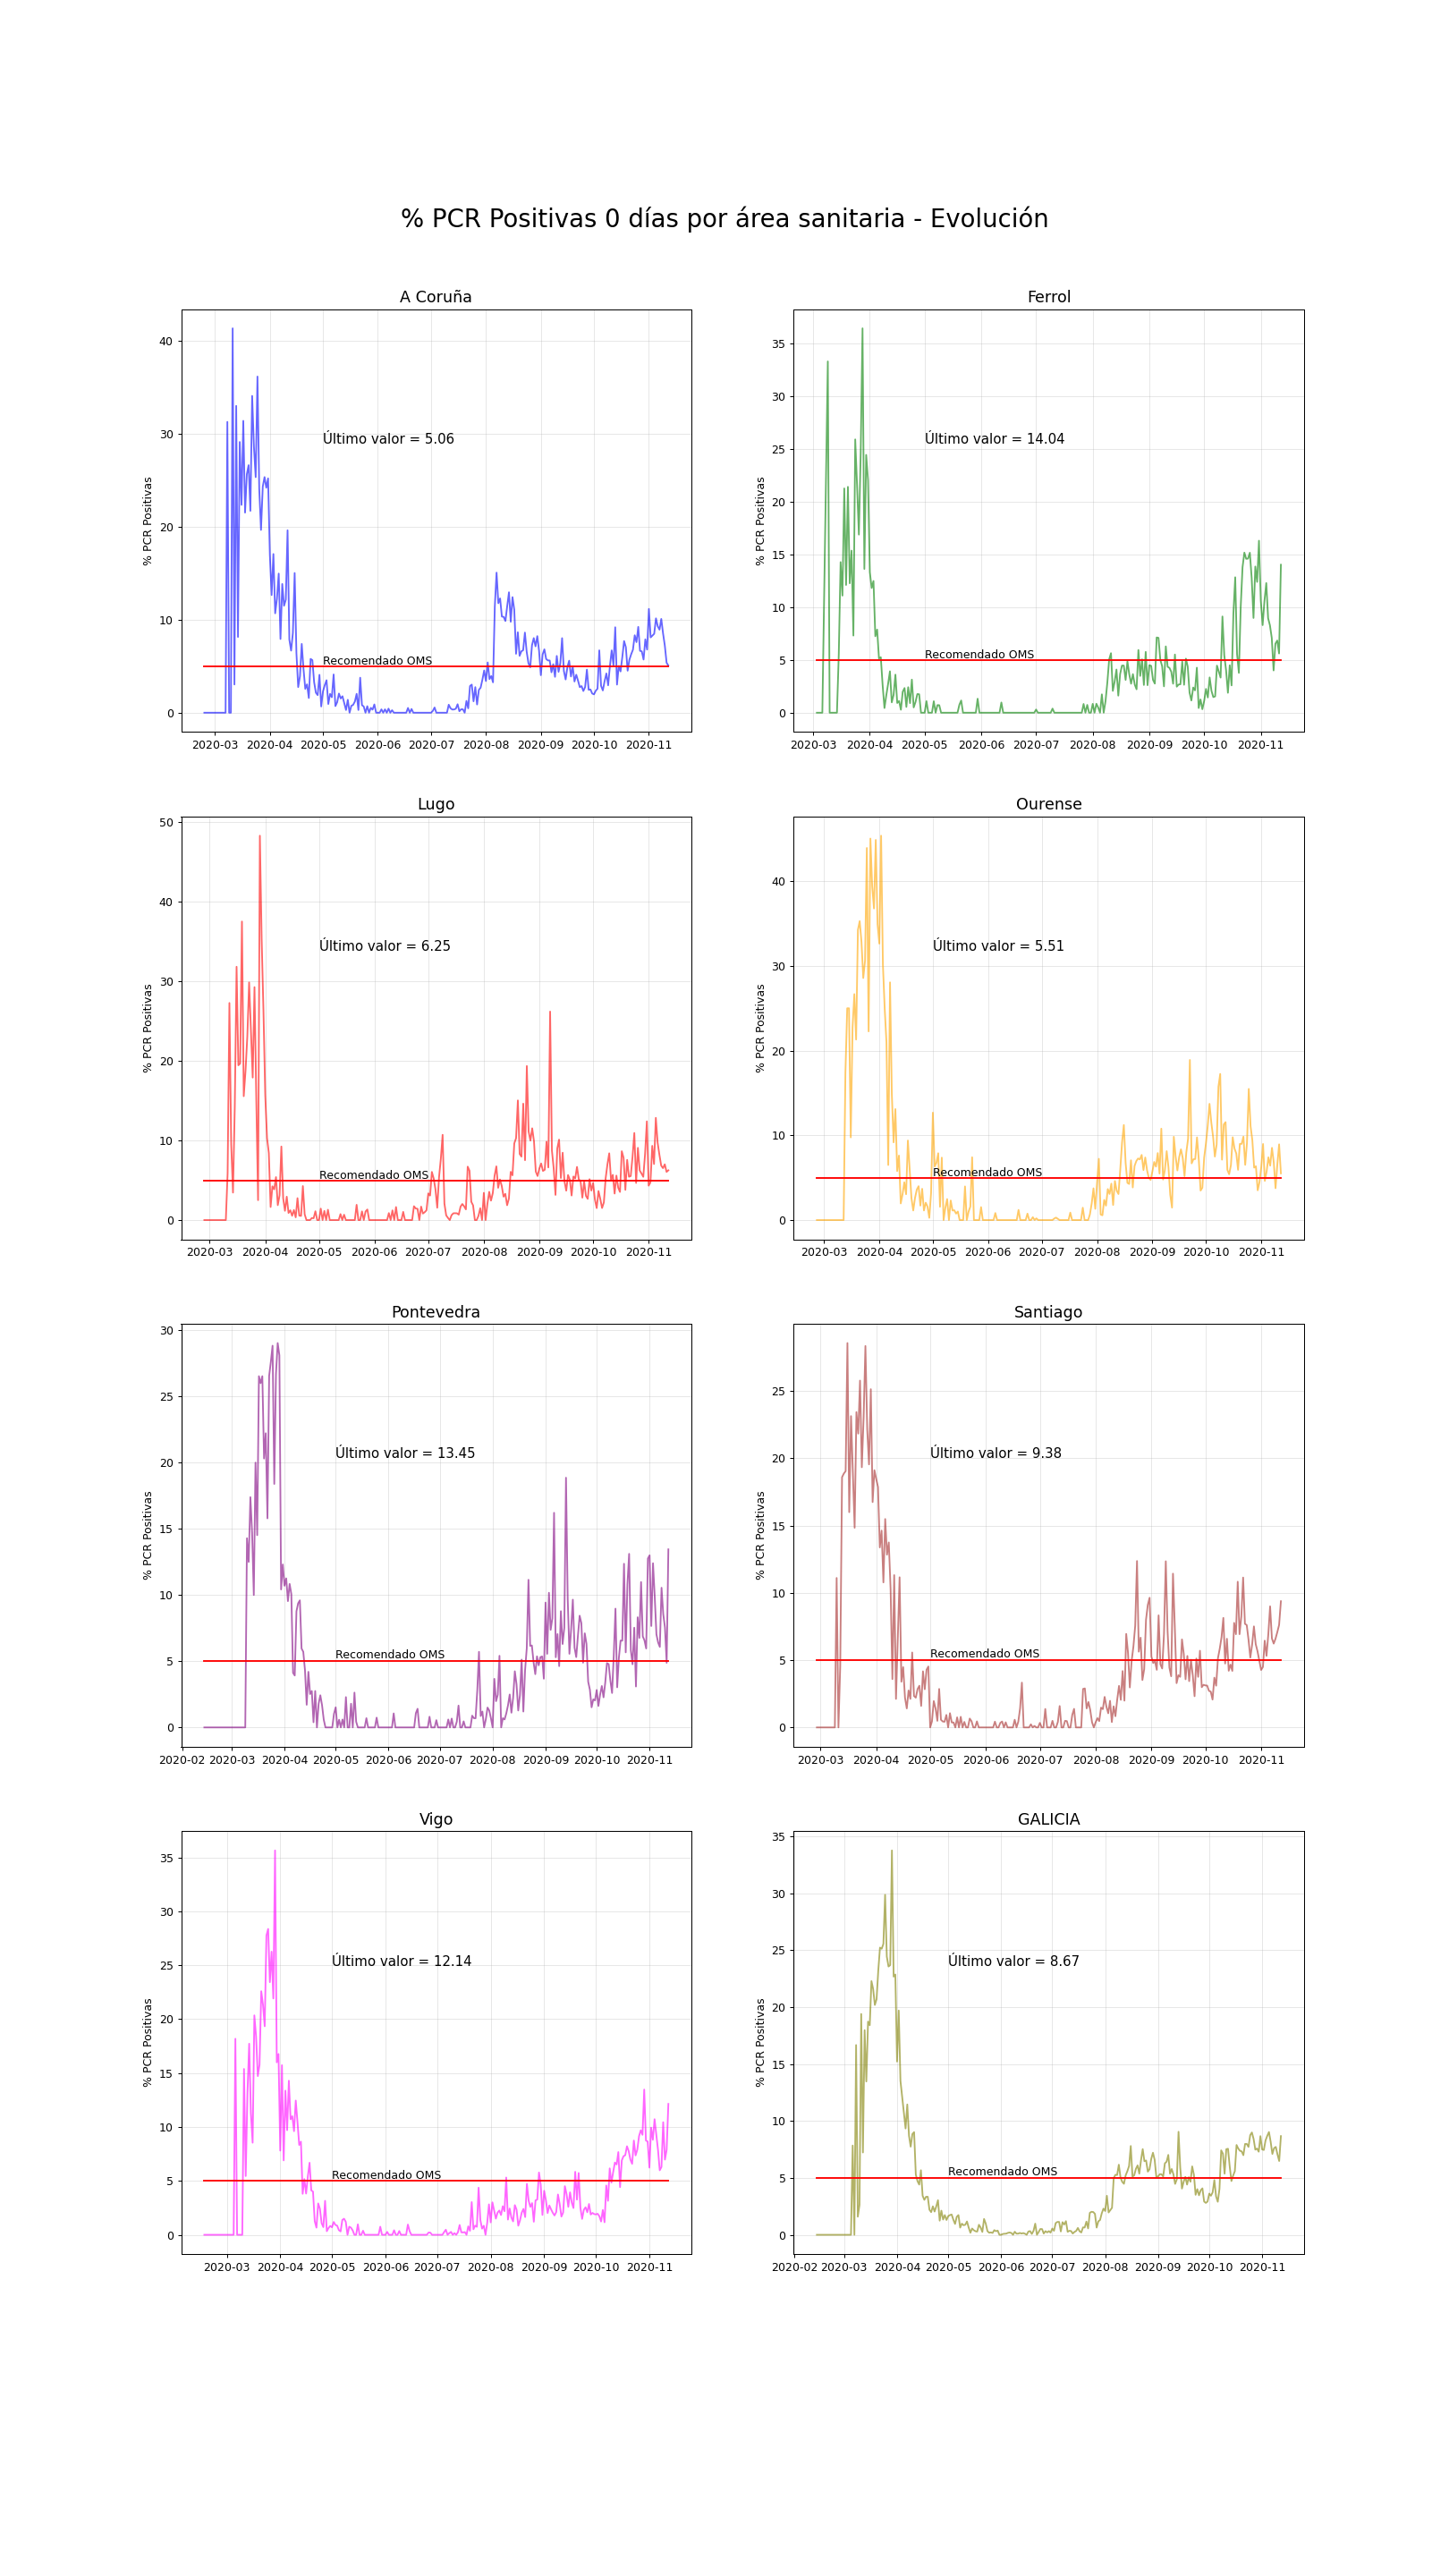 % PCR Positivas 0 días por área sanitaria - Evolución
A Coruña
% PCR Positivas
40
30
20
10
0
Último valor = 5.06
Recomendado OMS
2020-03 2020-04 2020-05 2020-06 2020-07 2020-08 2020-09 2020-10 2020-11
Ferrol
% PCR Positivas
35
30
25
20
15
10
5
0
Último valor = 14.04
Recomendado OMS
2020-03 2020-04 2020-05 2020-06 2020-07 2020-08 2020-09 2020-10 2020-11
Lugo
% PCR Positivas
50
40
30
20
10
0
Último valor = 6.25
Recomendado OMS
2020-03 2020-04 2020-05 2020-06 2020-07 2020-08 2020-09 2020-10 2020-11
Ourense
% PCR Positivas
40
30
20
10
0
Último valor = 5.51
Recomendado OMS
2020-03 2020-04 2020-05 2020-06 2020-07 2020-08 2020-09 2020-10 2020-11
Pontevedra
% PCR Positivas
30
25
20
15
10
5
0
Último valor = 13.45
Recomendado OMS
2020-02 2020-03 2020-04 2020-05 2020-06 2020-07 2020-08 2020-09 2020-10 2020-11
Santiago
% PCR Positivas
25
20
15
10
5
0
Último valor = 9.38
Recomendado OMS
2020-03 2020-04 2020-05 2020-06 2020-07 2020-08 2020-09 2020-10 2020-11
Vigo
% PCR Positivas
35
30
25
20
15
10
5
0
Último valor = 12.14
Recomendado OMS
2020-03 2020-04 2020-05 2020-06 2020-07 2020-08 2020-09 2020-10 2020-11
GALICIA
% PCR Positivas
35
30
25
20
15
10
5
0
Último valor = 8.67
Recomendado OMS
2020-02 2020-03 2020-04 2020-05 2020-06 2020-07 2020-08 2020-09 2020-10 2020-11